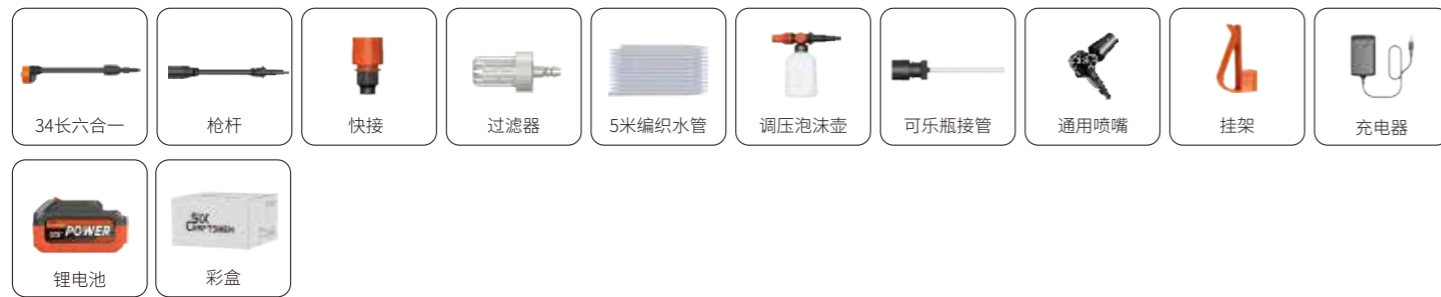 34长六合一
枪杆
快接
过滤器
5米编织水管
调压泡沫壶
可乐瓶接管
通用喷嘴
挂架
充电器
POWER
SIX
CRAFTSMEN
锂电池
彩盒